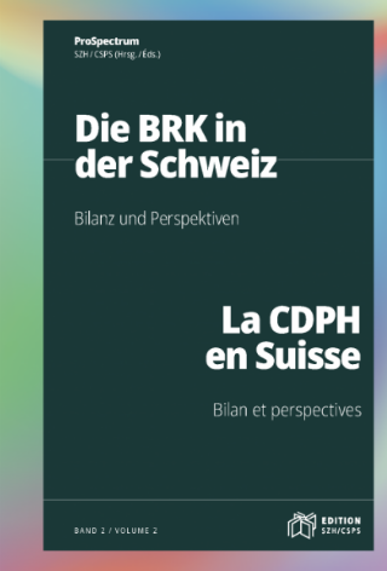 ProSpectrum
SZH / CSPS (Hrsg. / Éds.)
Die BRK in
der Schweiz
Bilanz und Perspektiven
La CDPH
en Suisse
Bilan et perspectives
BAND 2 / VOLUME 2
EDITION
SZH/CSPS